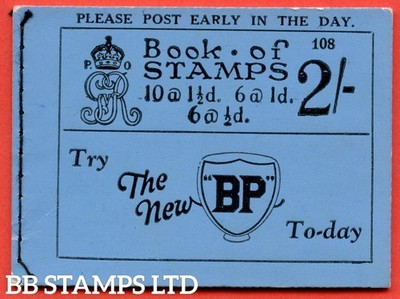 PLEASE POST EARLY IN THE DAY.
108
P. O
GR
Book · of
STAMPS
2/-
10 @ 1½d. 6 @ 1d.
6 @ ½d.
Try
The
New
"BP"
To-day
BB STAMPS LTD